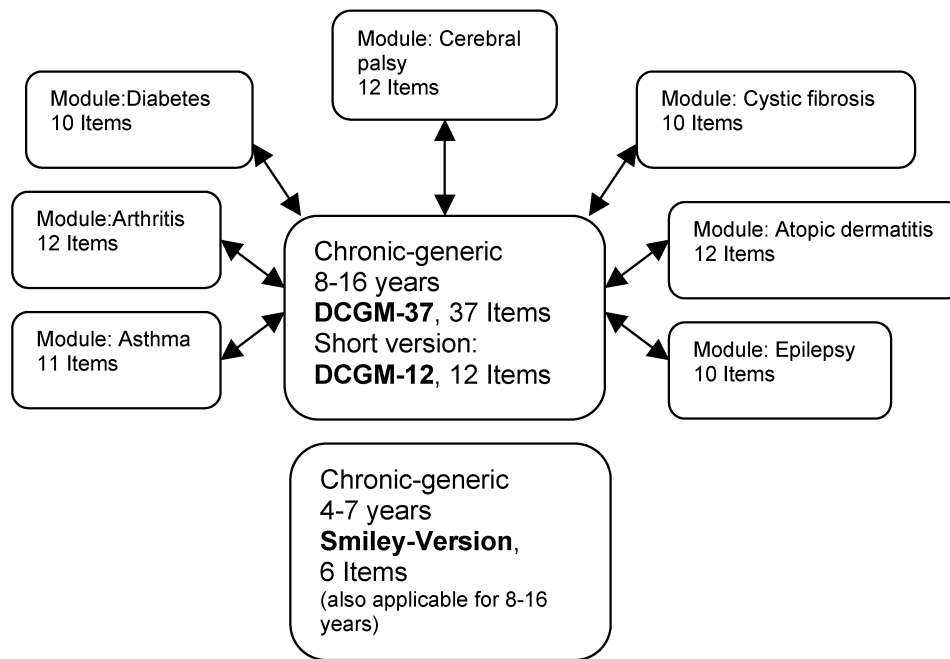 Module: Cerebral
palsy
12 Items
Module:Diabetes
10 Items
Module: Cystic fibrosis
10 Items
Module:Arthritis
12 Items
Module: Atopic dermatitis
12 Items
Module: Asthma
11 Items
Module: Epilepsy
10 Items
Chronic-generic
8-16 years
DCGM-37, 37 Items
Short version:
DCGM-12, 12 Items
Chronic-generic
4-7 years
Smiley-Version,
6 Items
(also applicable for 8-16
years)